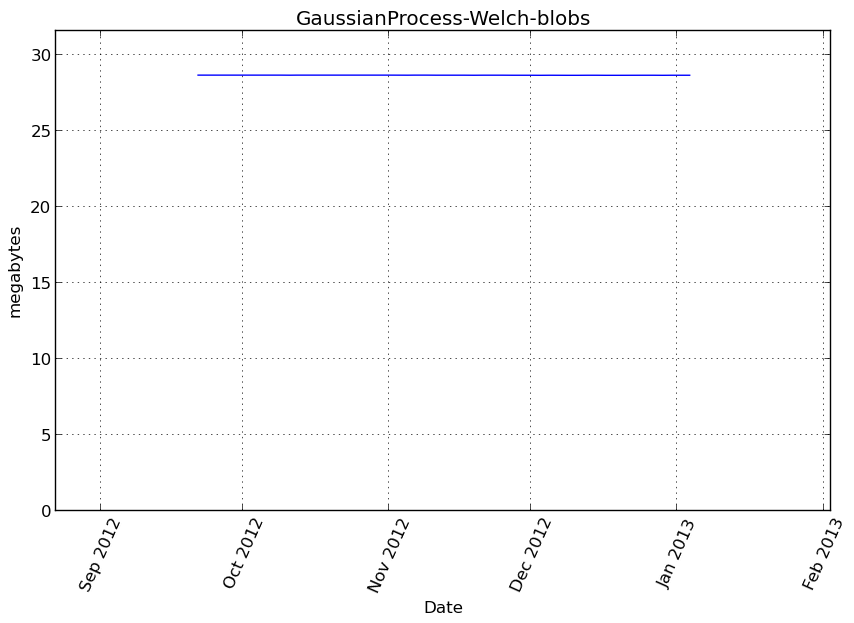 GaussianProcess-Welch-blobs
30
25
20
15
10
5
0
megabytes
Sep 2012
Oct 2012
Nov 2012
Dec 2012
Jan 2013
Feb 2013
Date